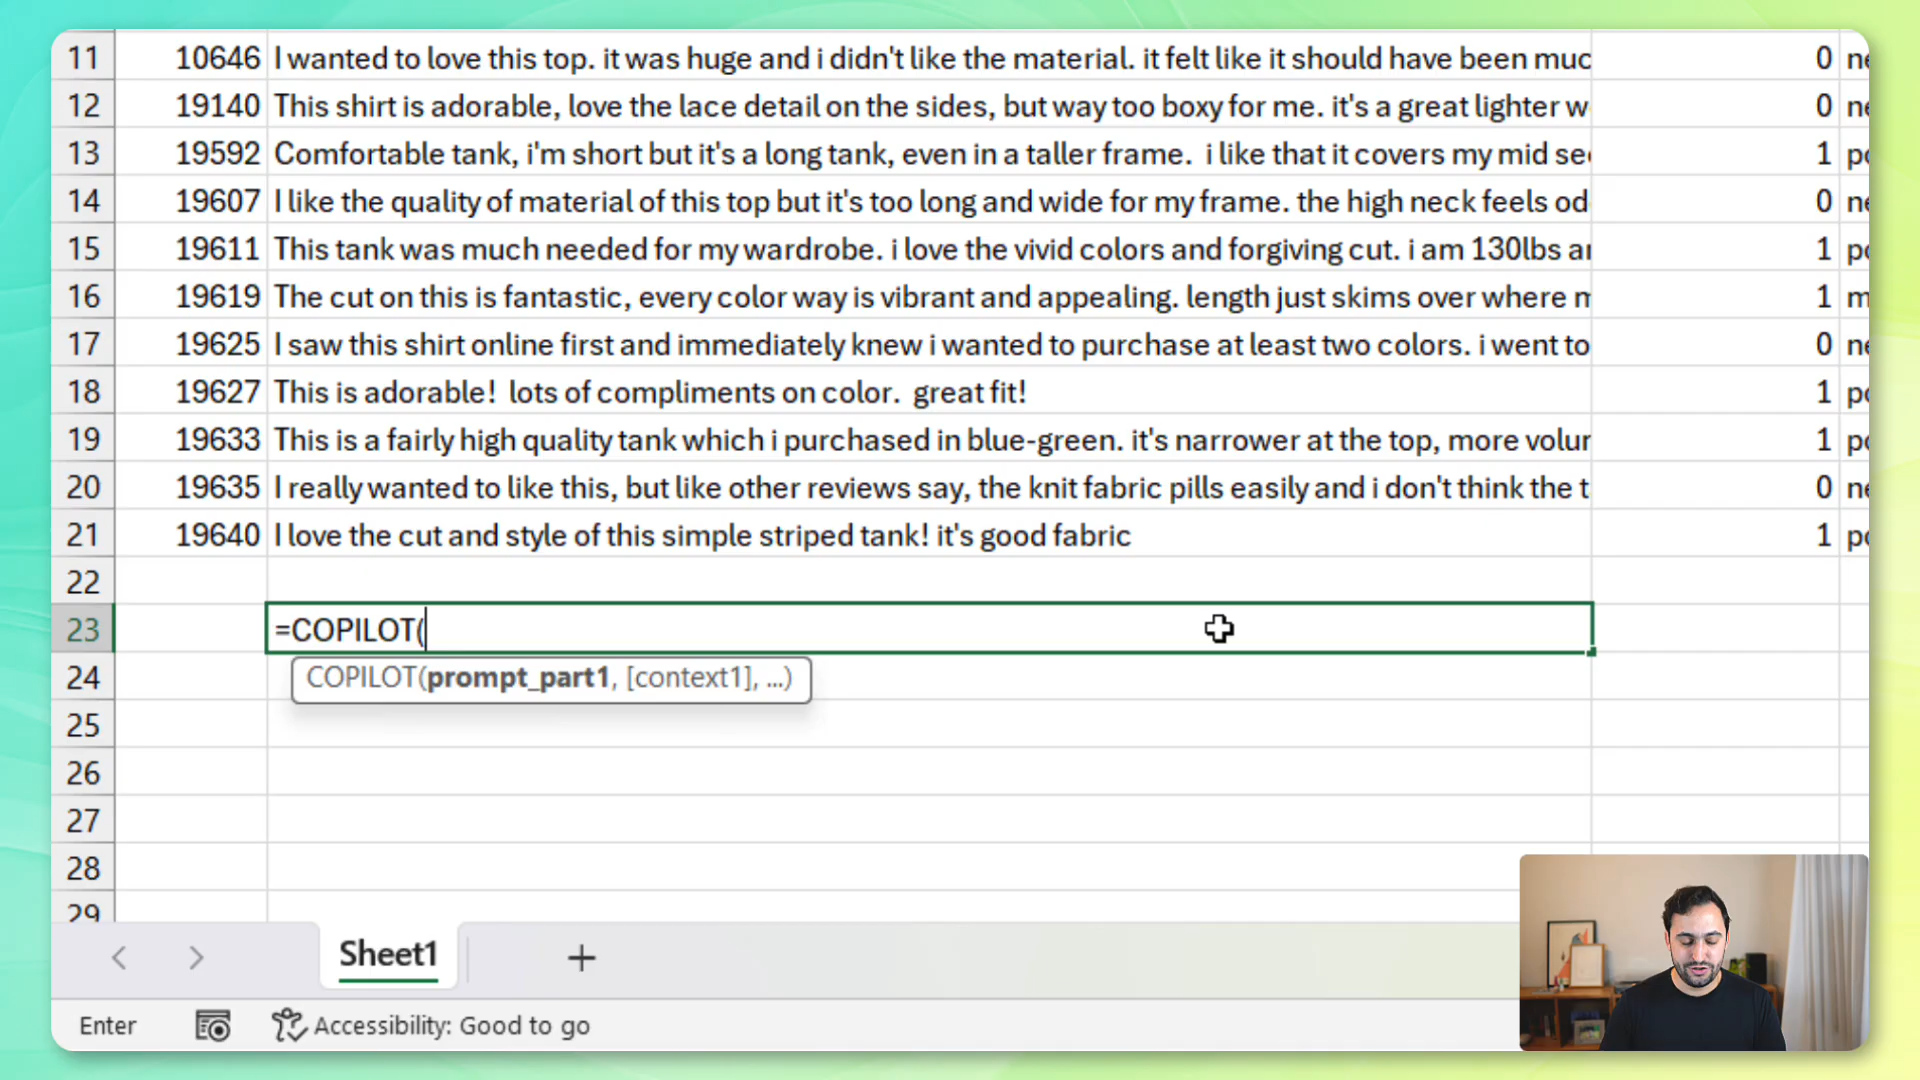 11 10646 I wanted to love this top. it was huge and i didn't like the material. it felt like it should have been muc 0 ne
12 19140 This shirt is adorable, love the lace detail on the sides, but way too boxy for me. it's a great lighter w 0 ne
13 19592 Comfortable tank, i'm short but it's a long tank, even in a taller frame.  i like that it covers my mid se 1 po
14 19607 I like the quality of material of this top but it's too long and wide for my frame. the high neck feels od 0 ne
15 19611 This tank was much needed for my wardrobe. i love the vivid colors and forgiving cut. i am 130lbs a 1 po
16 19619 The cut on this is fantastic, every color way is vibrant and appealing. length just skims over where m 1 m
17 19625 I saw this shirt online first and immediately knew i wanted to purchase at least two colors. i went to 0 ne
18 19627 This is adorable!  lots of compliments on color.  great fit! 1 po
19 19633 This is a fairly high quality tank which i purchased in blue-green. it's narrower at the top, more volur 1 po
20 19635 I really wanted to like this, but like other reviews say, the knit fabric pills easily and i don't think the t 0 ne
21 19640 I love the cut and style of this simple striped tank! it's good fabric 1 po
22
23 =COPILOT(
24 COPILOT(prompt_part1, [context1], ...)
25
26
27
28
29
Sheet1
Enter Accessibility: Good to go